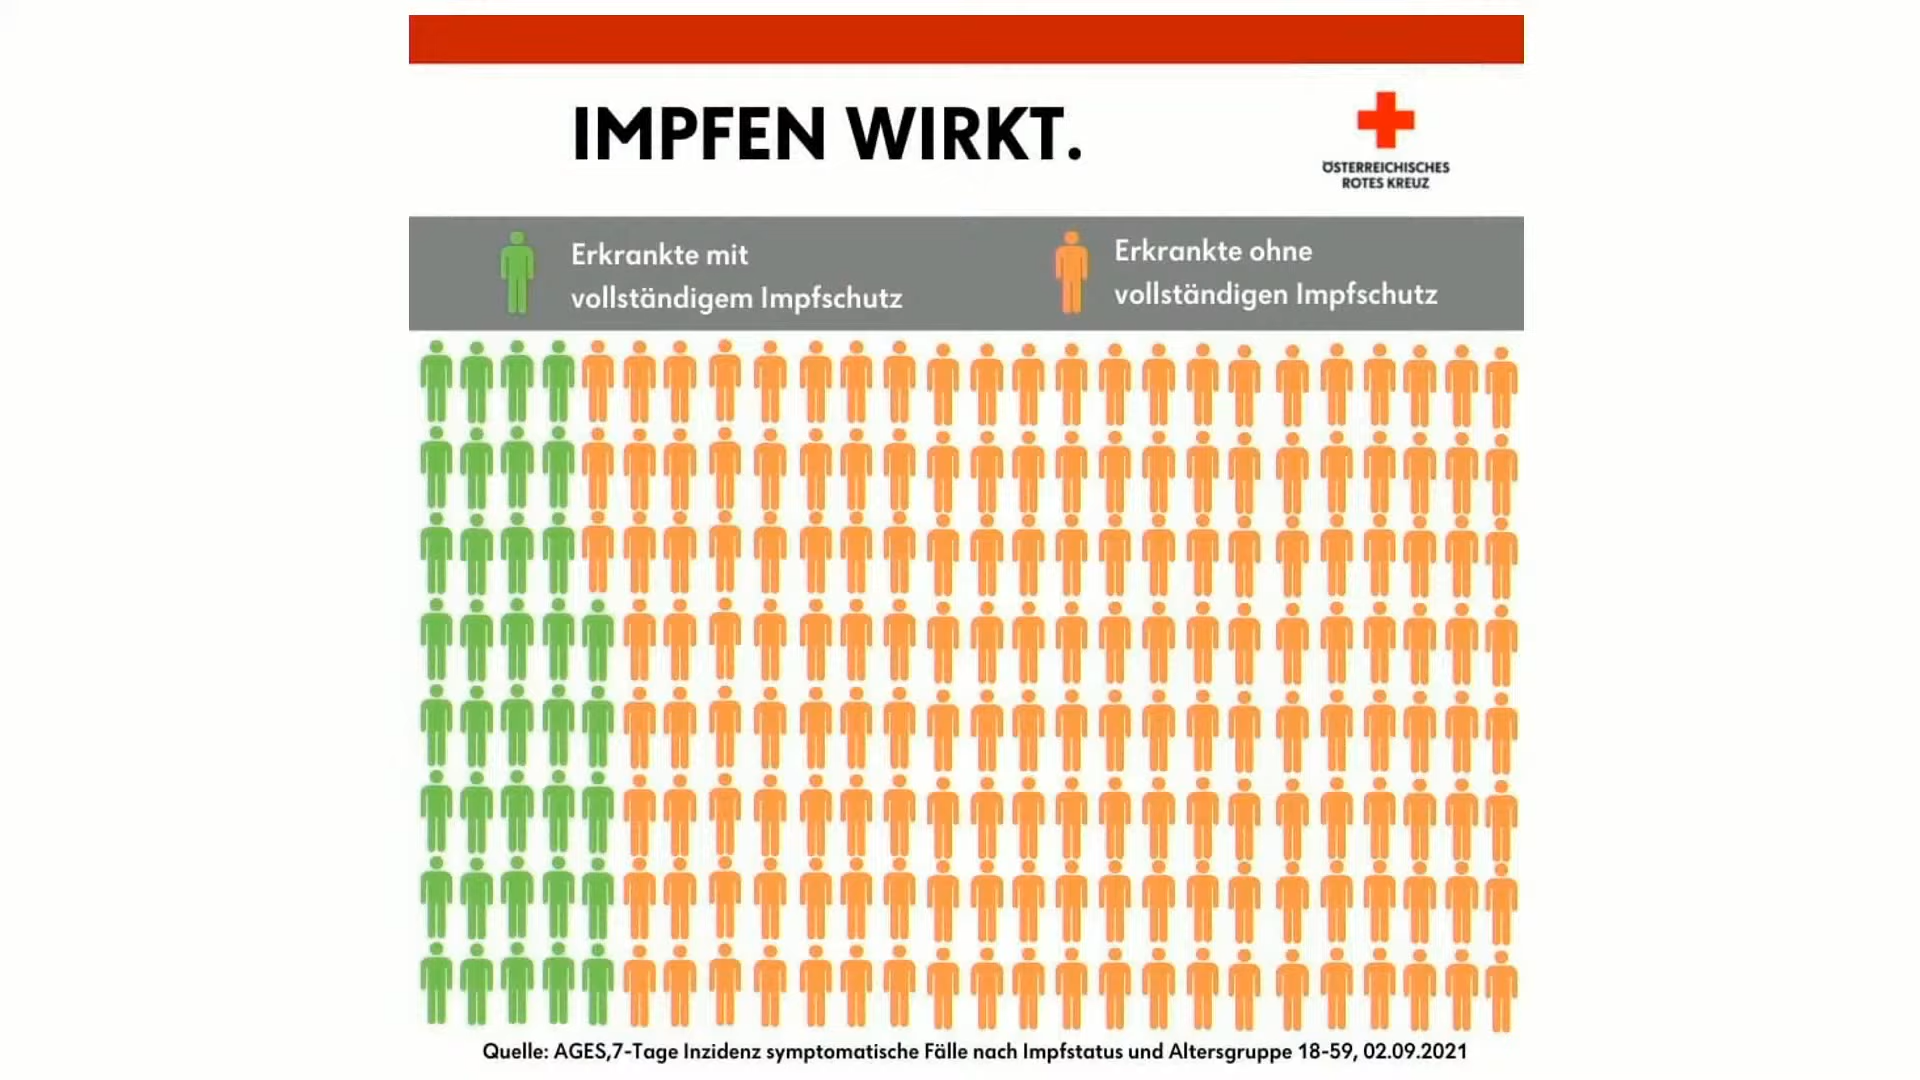 IMPFEN WIRKT.
ÖSTERREICHISCHES
ROTES KREUZ
Erkrankte mit
vollständigem Impfschutz
Erkrankte ohne
vollständigen Impfschutz
Quelle: AGES,7-Tage Inzidenz symptomatische Fälle nach Impfstatus und Altersgruppe 18-59, 02.09.2021